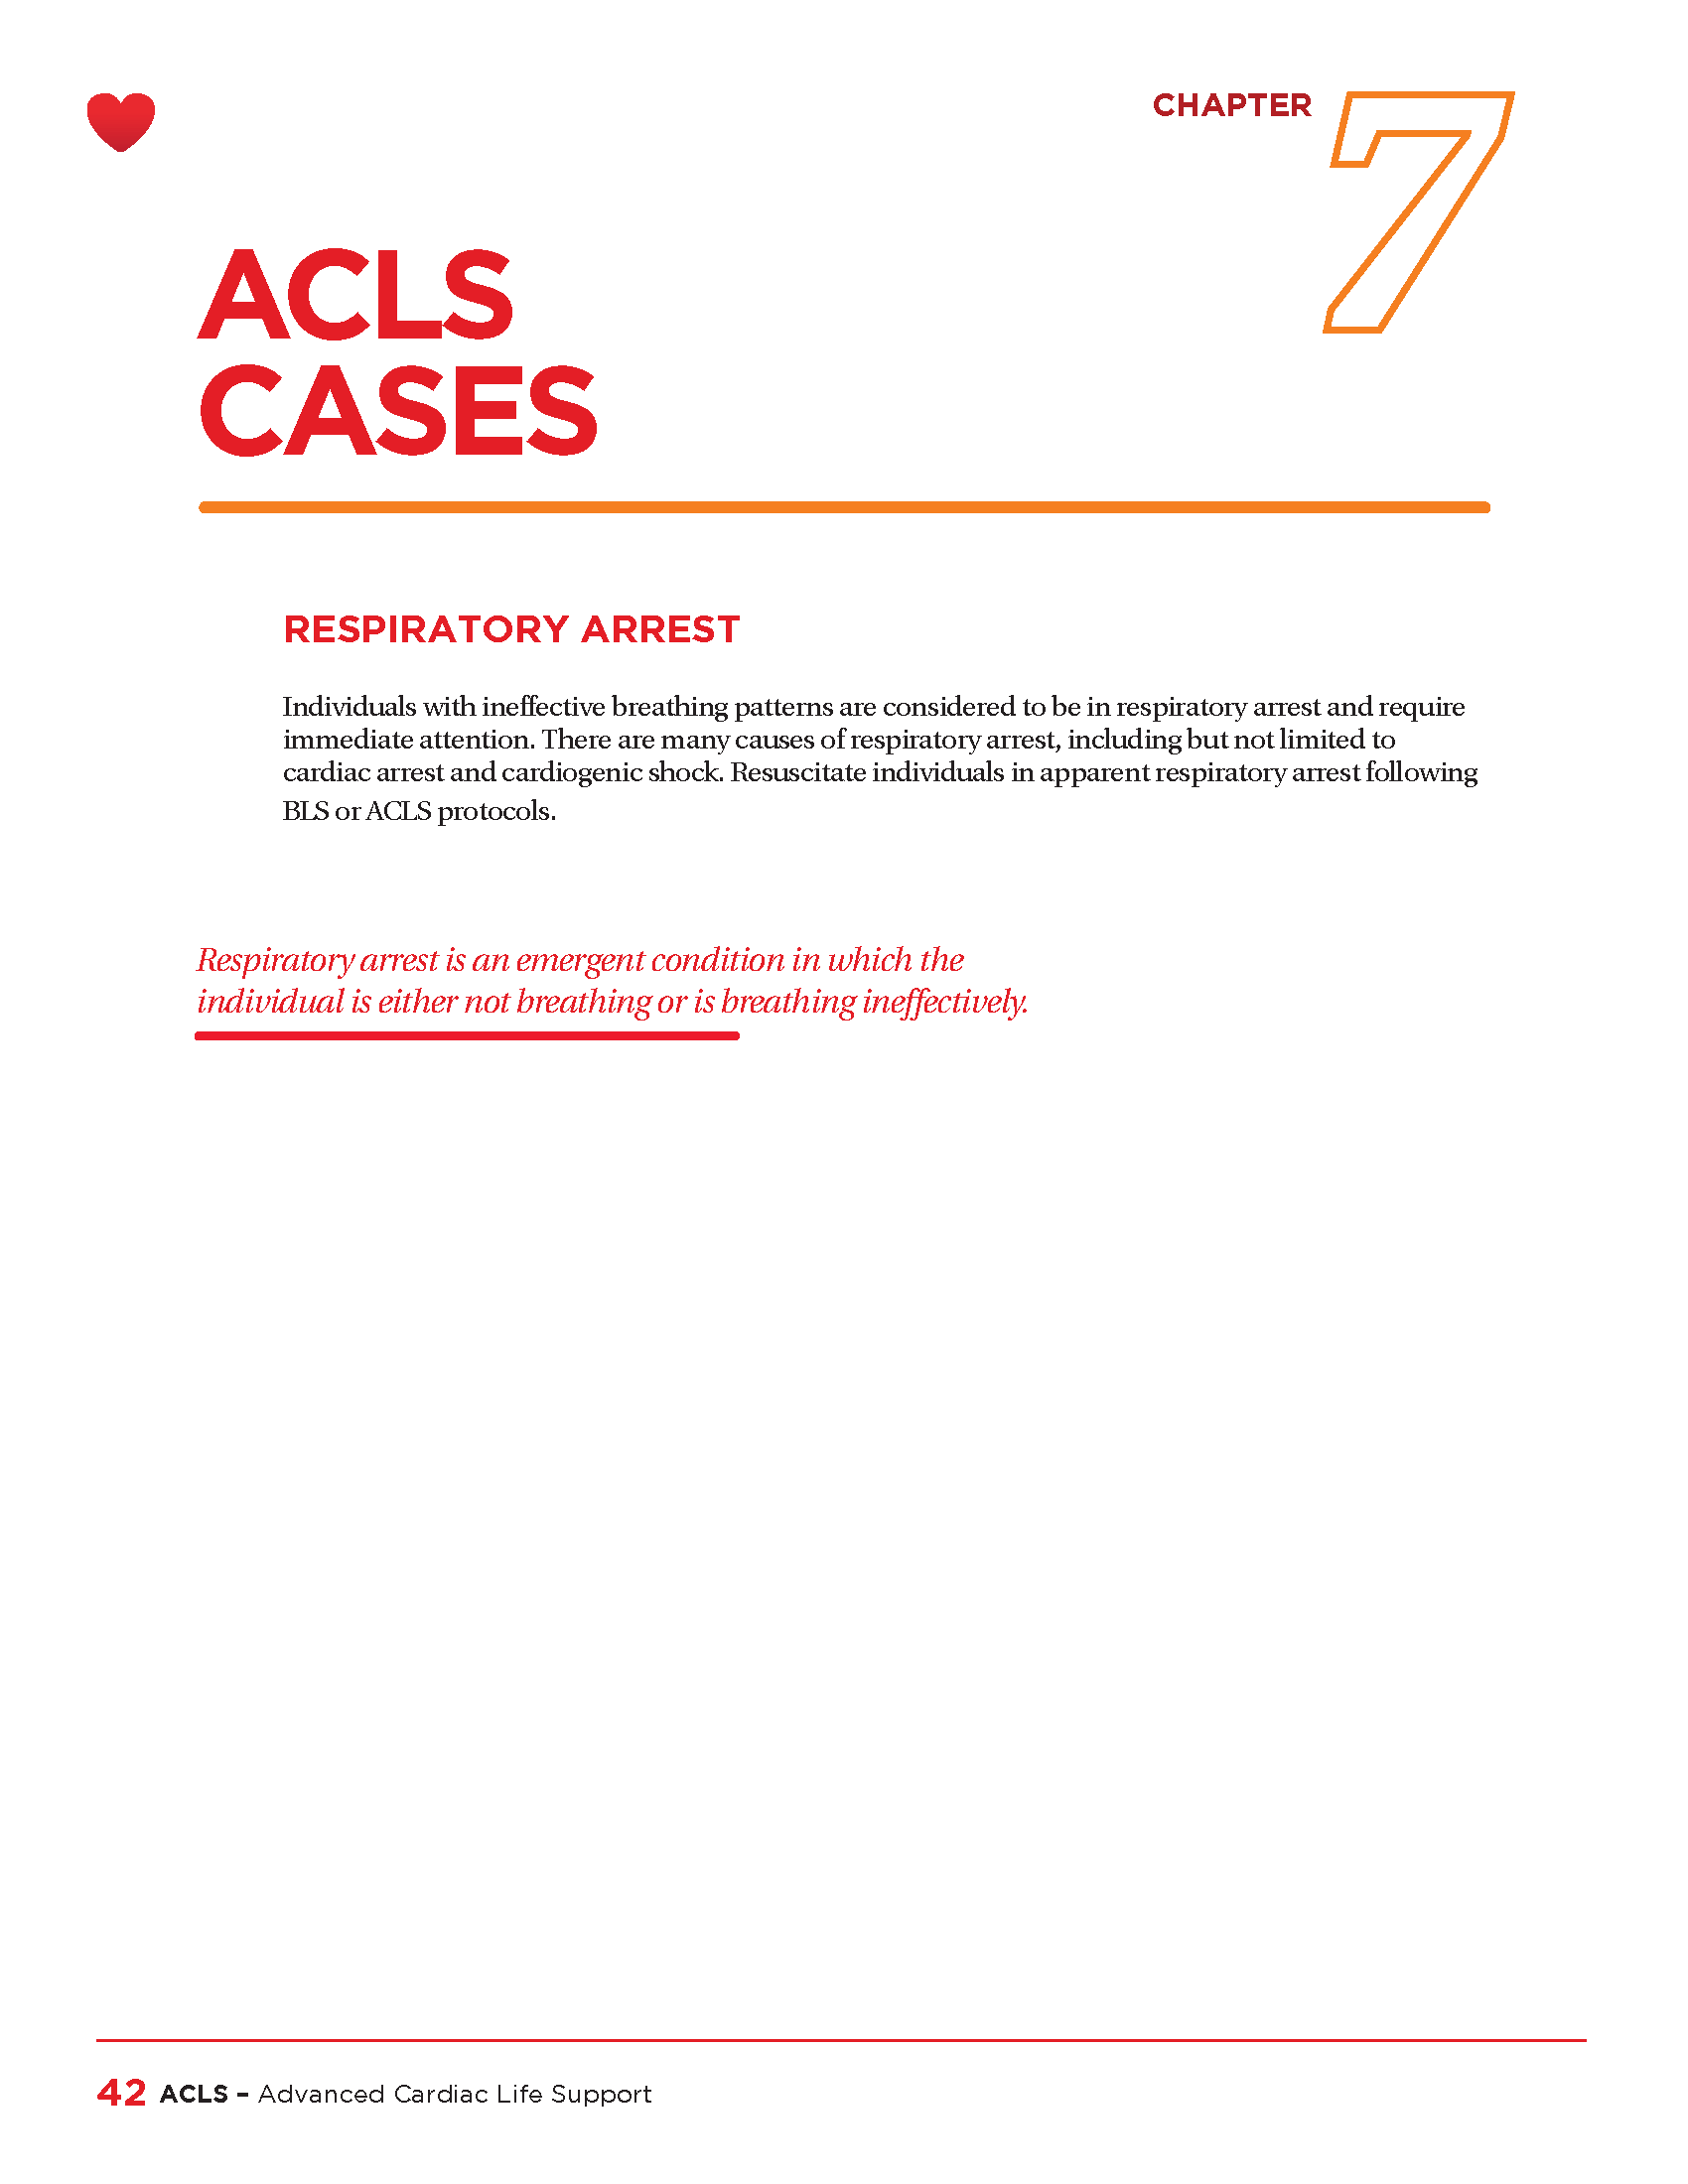 CHAPTER 7
ACLS
CASES
RESPIRATORY ARREST
Individuals with ineffective breathing patterns are considered to be in respiratory arrest and require
immediate attention. There are many causes of respiratory arrest, including but not limited to
cardiac arrest and cardiogenic shock. Resuscitate individuals in apparent respiratory arrest following
BLS or ACLS protocols.
Respiratory arrest is an emergent condition in which the
individual is either not breathing or is breathing ineffectively.
42 ACLS – Advanced Cardiac Life Support